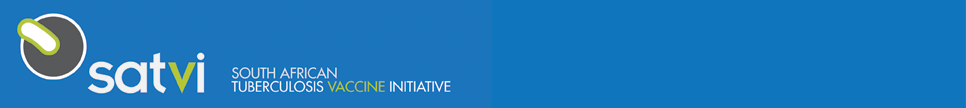 satvi
SOUTH AFRICAN
TUBERCULOSIS VACCINE INITIATIVE